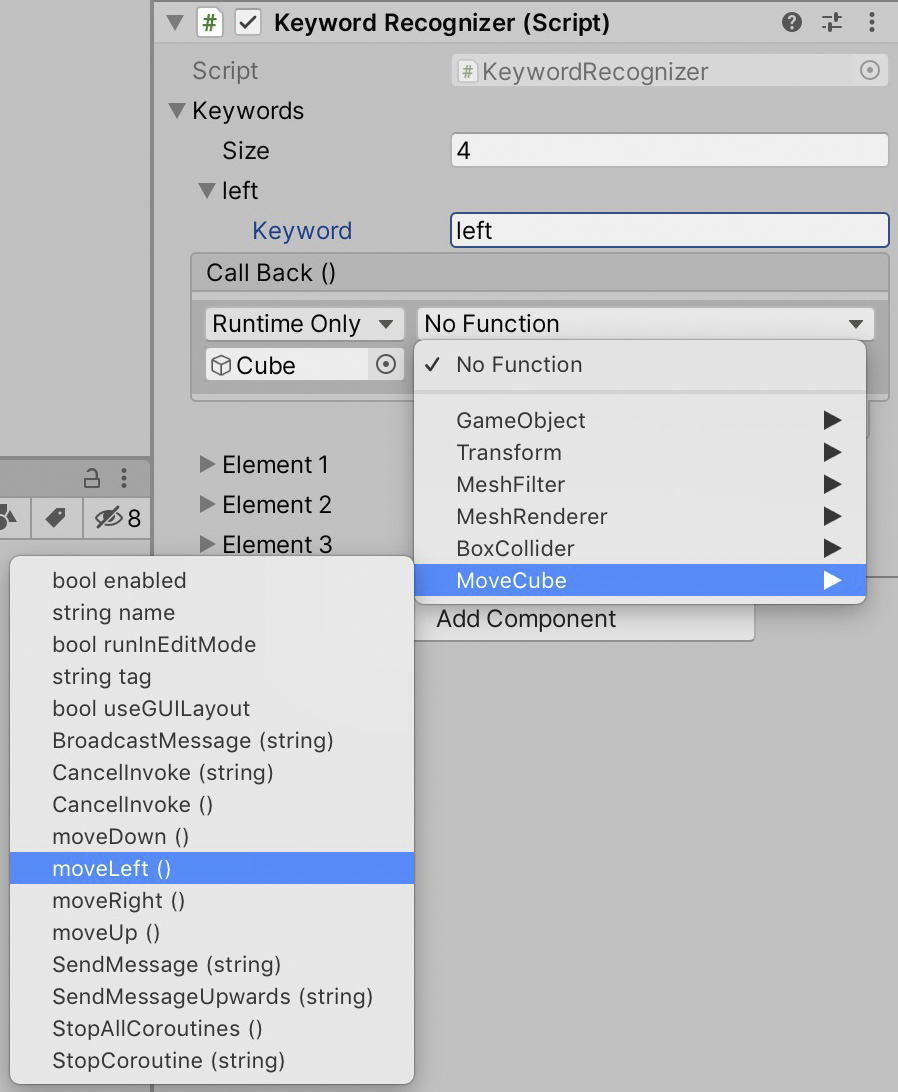 # Keyword Recognizer (Script)
Script # KeywordRecognizer
Keywords
Size 4
left
Keyword left
Call Back ()
Runtime Only No Function
Cube
No Function
GameObject
Transform
MeshFilter
MeshRenderer
BoxCollider
MoveCube
Element 1
Element 2
Element 3
8
Add Component
bool enabled
string name
bool runInEditMode
string tag
bool useGUILayout
BroadcastMessage (string)
CancelInvoke (string)
CancelInvoke ()
moveDown ()
moveLeft ()
moveRight ()
moveUp ()
SendMessage (string)
SendMessageUpwards (string)
StopAllCoroutines ()
StopCoroutine (string)